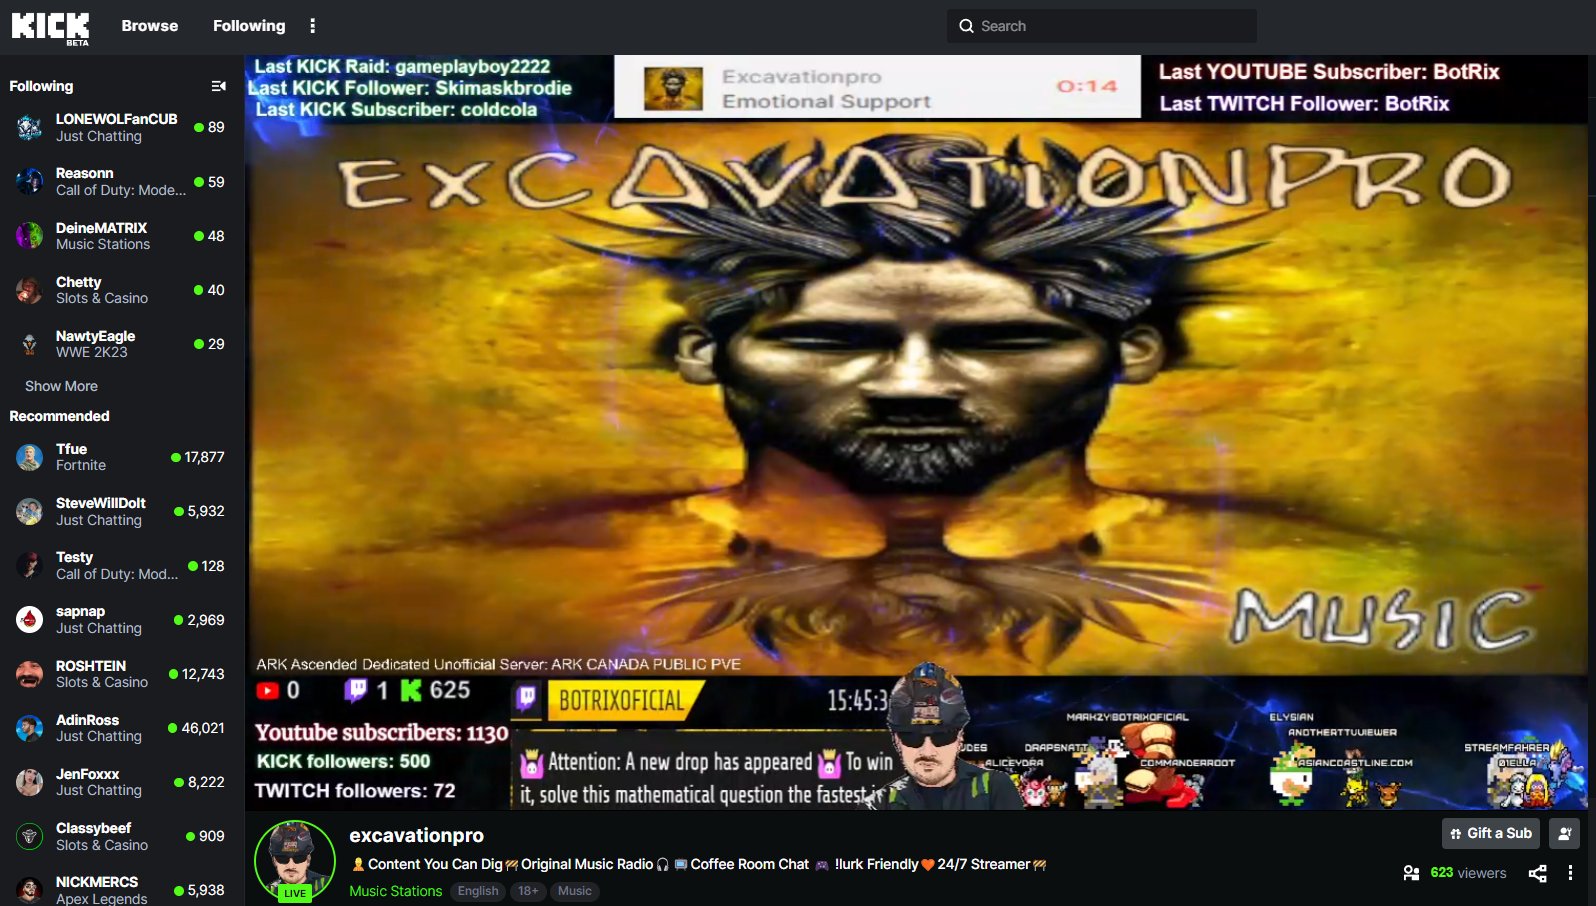 KICK
BETA
Browse
Following
Search
Following
LONEWOLFanCUB
Just Chatting
89
Reasonn
Call of Duty: Mode...
59
DeineMATRIX
Music Stations
48
Chetty
Slots & Casino
40
NawtyEagle
WWE 2K23
29
Show More
Recommended
Tfue
Fortnite
17,877
SteveWillDoIt
Just Chatting
5,932
Testy
Call of Duty: Mod...
128
sapnap
Just Chatting
2,969
ROSHTEIN
Slots & Casino
12,743
AdinRoss
Just Chatting
46,021
JenFoxxx
Just Chatting
8,222
Classybeef
Slots & Casino
909
NICKMERCS
Apex Legends
5,938
Last KICK Raid: gameplayboy2222
Last KICK Follower: Skimaskbrodie
Last KICK Subscriber: coldcola
Excavationpro
Emotional Support
0:14
Last YOUTUBE Subscriber: BotRix
Last TWITCH Follower: BotRix
EXCAVATIONPRO
MUSIC
ARK Ascended Dedicated Unofficial Server: ARK CANADA PUBLIC PVE
0 1 625
BOTRIXOFICIAL
15:45:3
Youtube subscribers: 1130
KICK followers: 500
TWITCH followers: 72
Attention: A new drop has appeared To win
it, solve this mathematical question the fastest
MARKZY BOTRIXOFICIAL
ELYSIAN
ANOTHERTTVVIEWER
DRAPSNATT
STREAMFAHRER
ALICEYDRA
COMMANDERROOT
ASIANCOASTLINE.COM
01ELLA
excavationpro
Content You Can Dig Original Music Radio Coffee Room Chat !lurk Friendly 24/7 Streamer
LIVE
Music Stations
English
18+
Music
Gift a Sub
623 viewers